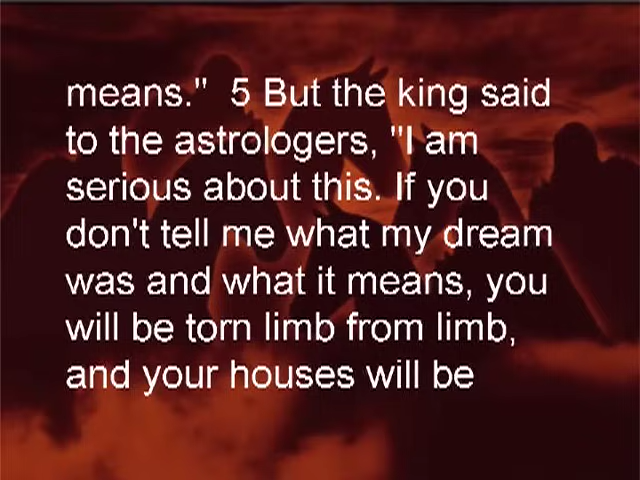 means."  5 But the king said
to the astrologers, "I am
serious about this. If you
don't tell me what my dream
was and what it means, you
will be torn limb from limb,
and your houses will be